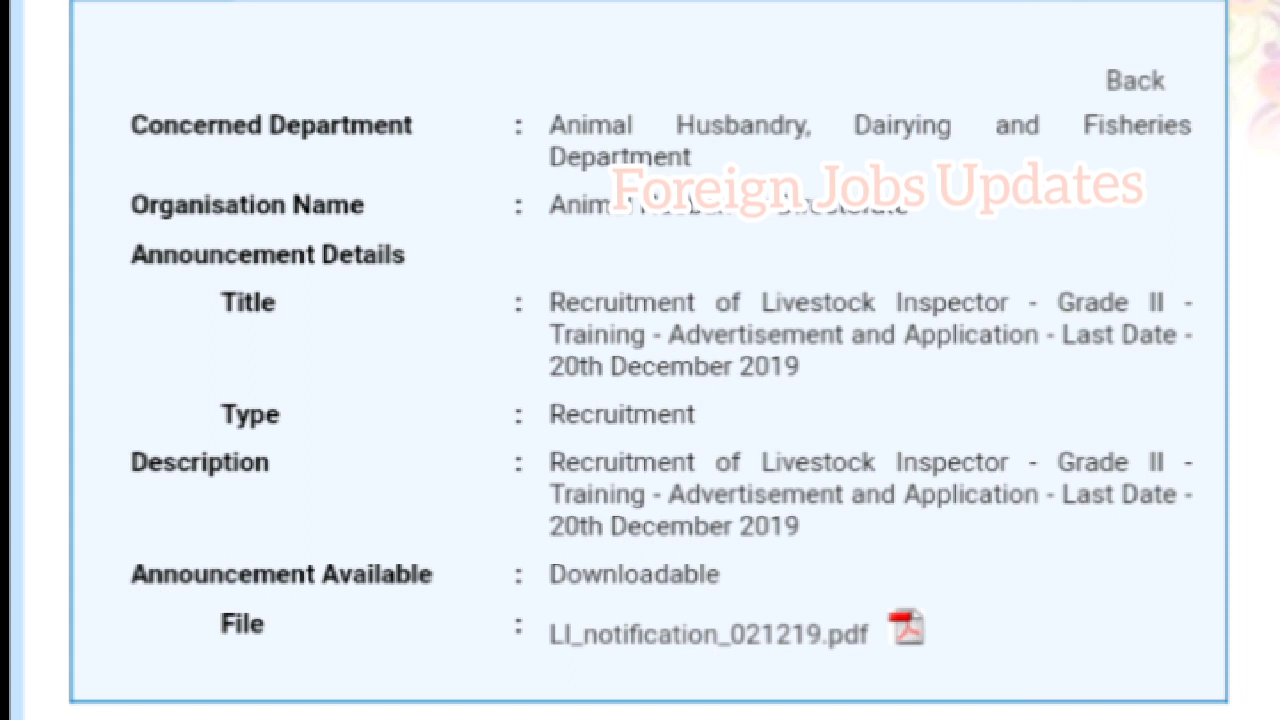 Back
Concerned Department : Animal Husbandry, Dairying and Fisheries
Department
Foreign Jobs Updates
Organisation Name :
Announcement Details
Title : Recruitment of Livestock Inspector - Grade II -
Training - Advertisement and Application - Last Date -
20th December 2019
Type : Recruitment
Description : Recruitment of Livestock Inspector - Grade II -
Training - Advertisement and Application - Last Date -
20th December 2019
Announcement Available : Downloadable
File : LI_notification_021219.pdf